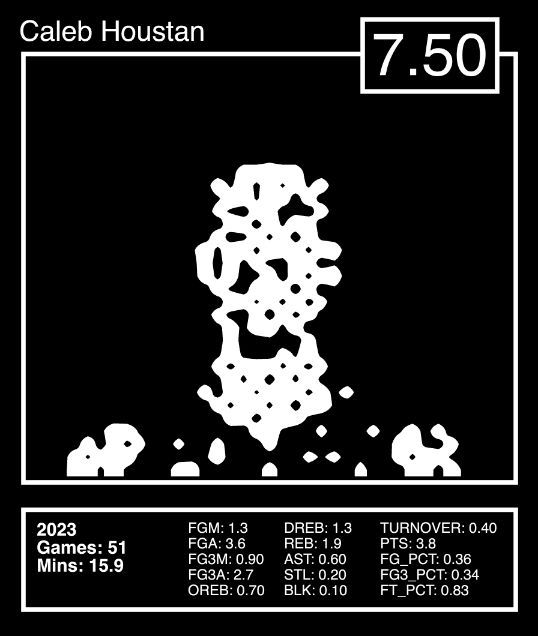 Caleb Houstan
7.50
2023
Games: 51
Mins: 15.9
FGM: 1.3
FGA: 3.6
FG3M: 0.90
FG3A: 2.7
OREB: 0.70
DREB: 1.3
REB: 1.9
AST: 0.60
STL: 0.20
BLK: 0.10
TURNOVER: 0.40
PTS: 3.8
FG_PCT: 0.36
FG3_PCT: 0.34
FT_PCT: 0.83